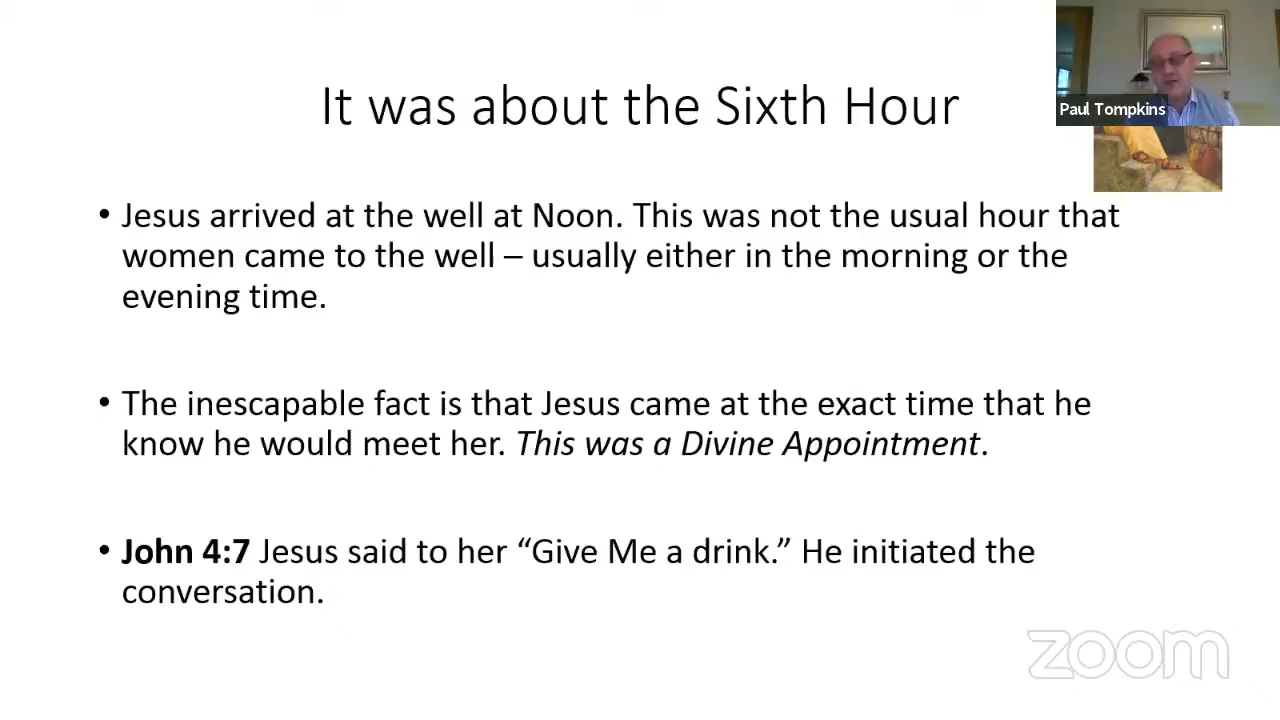 It was about the Sixth Hour
Paul Tompkins
• Jesus arrived at the well at Noon. This was not the usual hour that
women came to the well – usually either in the morning or the
evening time.
• The inescapable fact is that Jesus came at the exact time that he
know he would meet her. This was a Divine Appointment.
• John 4:7 Jesus said to her “Give Me a drink.” He initiated the
conversation.
zoom